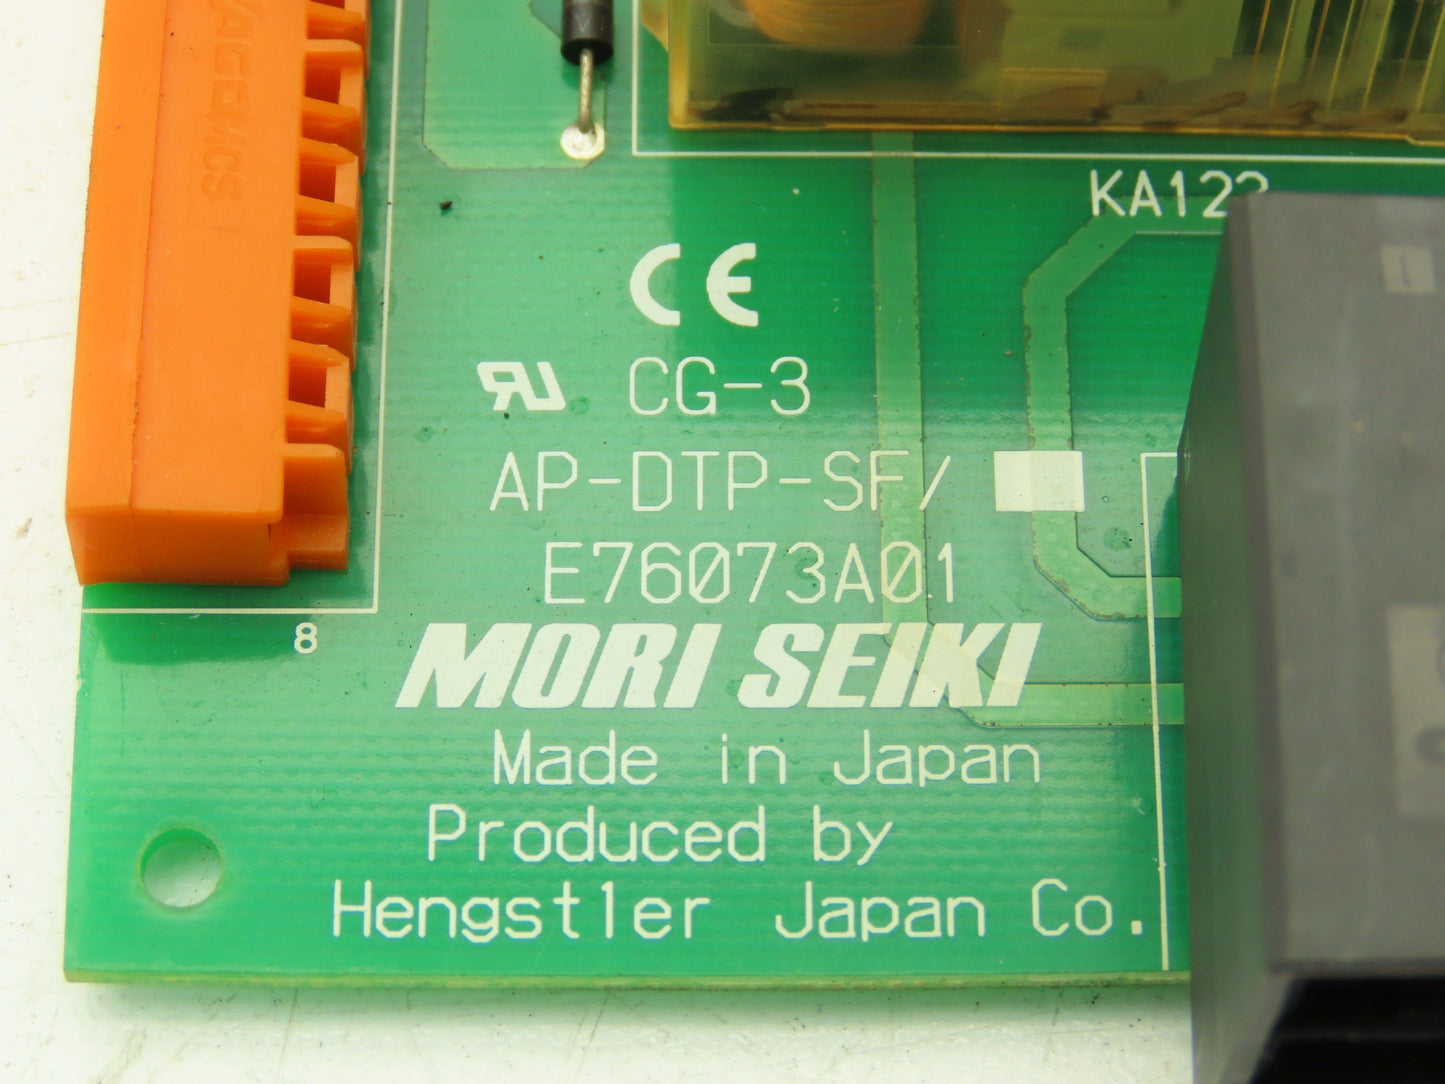 KA122
CE
RU CG-3
AP-DTP-SF/
E76073A01
8
MORI SEIKI
Made in Japan
Produced by
Hengstler Japan Co.